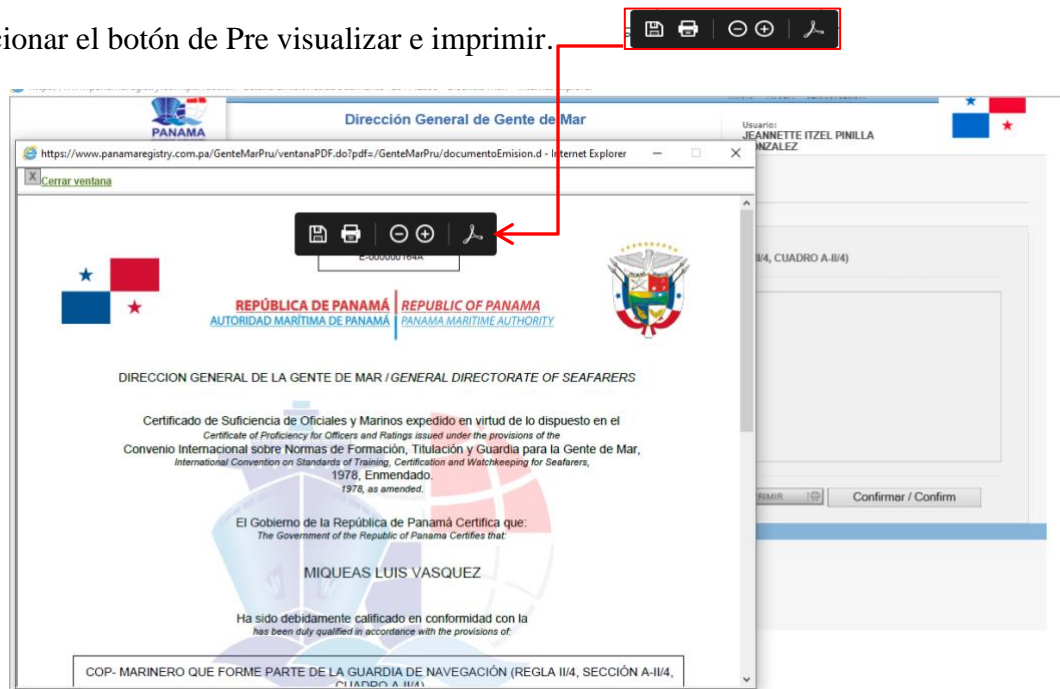 cionar el botón de Pre visualizar e imprimir.
Dirección General de Gente de Mar
PANAMA
Usuario:
JEANNETTE ITZEL PINILLA
https://www.panamaregistry.com.pa/GenteMarPru/ventanaPDF.do?pdf=/GenteMarPru/documentoEmision.d - Internet Explorer
X Cerrar ventana
E-000000164A
II/4, CUADRO A-II/4)
REPÚBLICA DE PANAMÁ REPUBLIC OF PANAMA
AUTORIDAD MARÍTIMA DE PANAMÁ PANAMA MARITIME AUTHORITY
DIRECCION GENERAL DE LA GENTE DE MAR / GENERAL DIRECTORATE OF SEAFARERS
Certificado de Suficiencia de Oficiales y Marinos expedido en virtud de lo dispuesto en el
Certificate of Proficiency for Officers and Ratings issued under the provisions of the
Convenio Internacional sobre Normas de Formación, Titulación y Guardia para la Gente de Mar,
International Convention on Standards of Training, Certification and Watchkeeping for Seafarers,
1978, Enmendado.
1978, as amended.
RIMIR
Confirmar / Confirm
El Gobierno de la República de Panamá Certifica que:
The Government of the Republic of Panama Certifies that:
MIQUEAS LUIS VASQUEZ
Ha sido debidamente calificado en conformidad con la
has been duly qualified in accordance with the provisions of:
COP- MARINERO QUE FORME PARTE DE LA GUARDIA DE NAVEGACIÓN (REGLA II/4, SECCIÓN A-II/4,
CUADRO A-II/4)